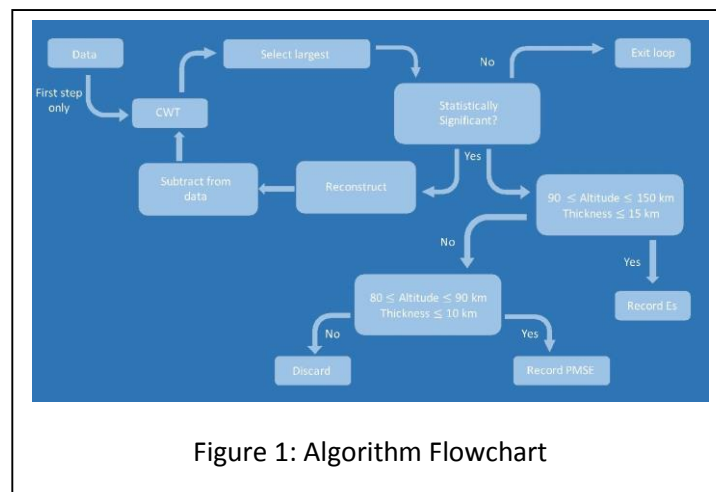 Data
Select largest
No
Exit loop
First step
only
CWT
Statistically
Significant?
Yes
Subtract from
data
Reconstruct
90 ≤ Altitude ≤ 150 km
Thickness ≤ 15 km
No
Yes
80 ≤ Altitude ≤ 90 km
Thickness ≤ 10 km
Record Es
No
Yes
Discard
Record PMSE
Figure 1: Algorithm Flowchart